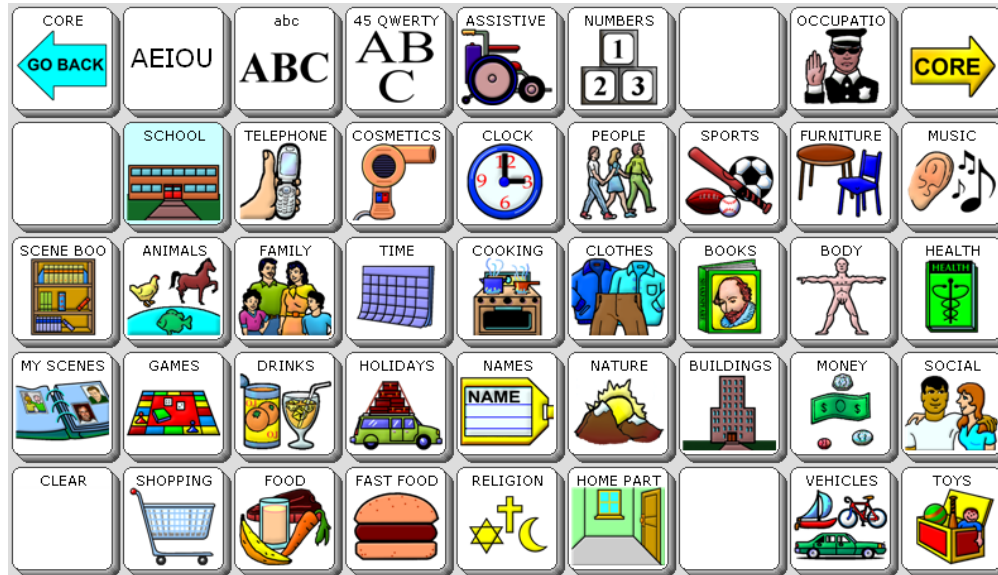 CORE
GO BACK
AEIOU
abc
ABC
45 QWERTY
AB
C
ASSISTIVE
NUMBERS
1
2 3
OCCUPATIO
CORE
SCHOOL
TELEPHONE
COSMETICS
CLOCK
12
9 3
6
PEOPLE
SPORTS
FURNITURE
MUSIC
SCENE BOO
ANIMALS
FAMILY
TIME
COOKING
CLOTHES
BOOKS
BODY
HEALTH
HEALTH
MY SCENES
GAMES
DRINKS
OJ
HOLIDAYS
NAMES
NAME
NATURE
BUILDINGS
MONEY
$ $
SOCIAL
CLEAR
SHOPPING
FOOD
FAST FOOD
RELIGION
HOME PART
VEHICLES
TOYS